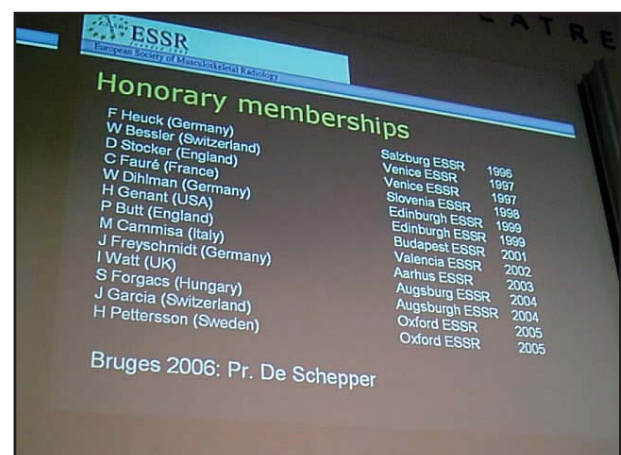 ATRE
ESSR
European Society of Musculoskeletal Radiology
Honorary memberships
F Heuck (Germany) Salzburg ESSR 1996
W Bessler (Switzerland) Venice ESSR 1997
D Stocker (England) Venice ESSR 1997
C Fauré (France) Slovenia ESSR 1998
W Dihlman (Germany) Edinburgh ESSR 1999
H Genant (USA) Edinburgh ESSR 1999
P Butt (England) Budapest ESSR 2001
M Cammisa (Italy) Valencia ESSR 2002
J Freyschmidt (Germany) Aarhus ESSR 2003
I Watt (UK) Augsburg ESSR 2004
S Forgacs (Hungary) Augsburgh ESSR 2004
J Garcia (Switzerland) Oxford ESSR 2005
H Pettersson (Sweden) Oxford ESSR 2005
Bruges 2006: Pr. De Schepper